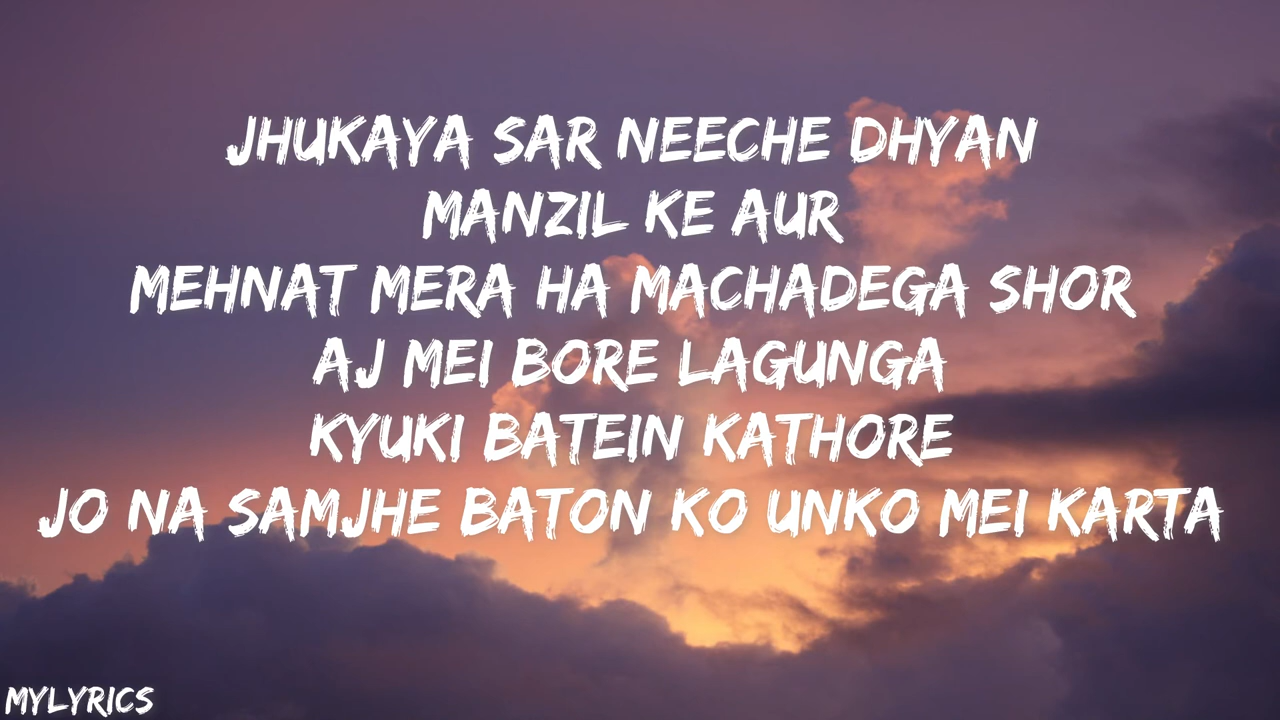 JHUKAYA SAR NEECHE DHYAN
MANZIL KE AUR
MEHNAT MERA HA MACHADEGA SHOR
AJ MEI BORE LAGUNGA
KYUKI BATEIN KATHORE
JO NA SAMJHE BATON KO UNKO MEI KARTA
MYLYRICS